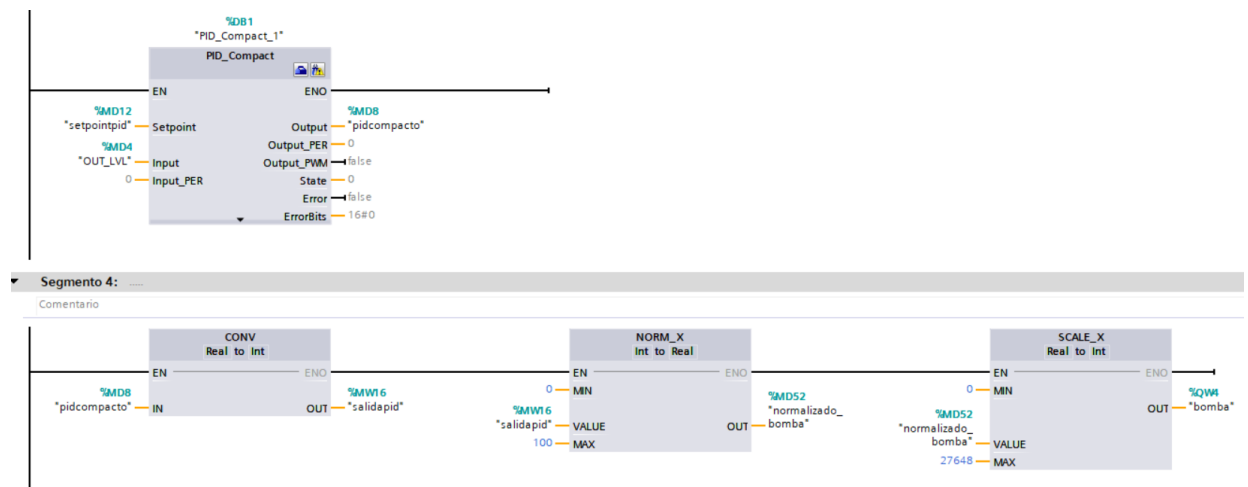 %DB1
"PID_Compact_1"
PID_Compact
EN ENO
%MD12 %MD8
"setpointpid" Setpoint Output "pidcompacto"
%MD4 Output_PER 0
"OUT_LVL" Input Output_PWM false
0 Input_PER State 0
Error false
ErrorBits 16#0
Segmento 4: .....
Comentario
CONV NORM_X SCALE_X
Real to Int Int to Real Real to Int
EN ENO EN ENO EN ENO
%MD8 %MW16 0 MIN %MD52 0 MIN %QW4
"pidcompacto" IN OUT "salidapid" %MW16 "normalizado_ %MD52 OUT "bomba"
"salidapid" VALUE OUT bomba" "normalizado_
100 MAX bomba" VALUE
27648 MAX